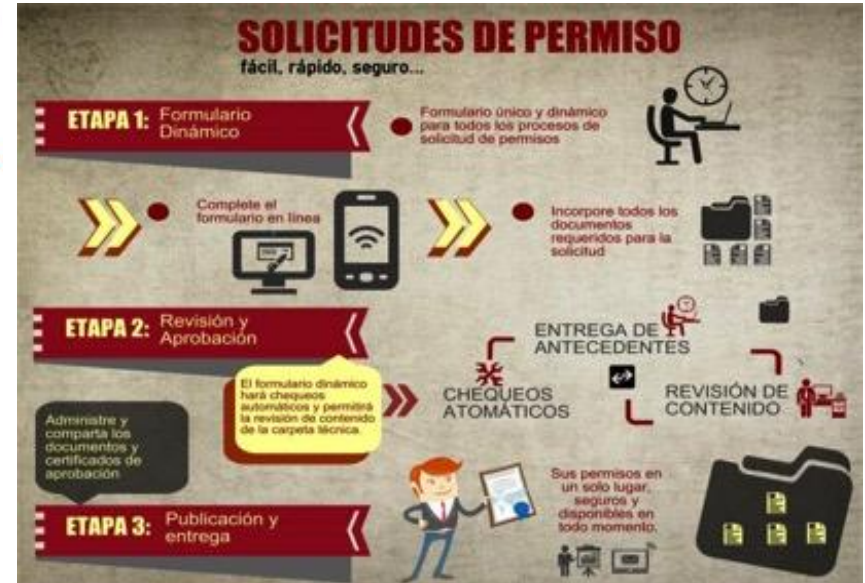 SOLICITUDES DE PERMISO
fácil, rápido, seguro...
ETAPA 1:
Formulario
Dinámico
Formulario único y dinámico
para todos los procesos de
solicitud de permisos
Complete el
formulario en línea
Incorpore todos los
documentos
requeridos para la
solicitud
ETAPA 2:
Revisión y
Aprobación
El formulario dinámico
hará chequeos
automáticos y permitirá
la revisión de contenido
de la carpeta técnica.
ENTREGA DE
ANTECEDENTES
CHEQUEOS
ATOMÁTICOS
REVISIÓN DE
CONTENIDO
Administre y
comparta los
documentos y
certificados de
aprobación
ETAPA 3:
Publicación y
entrega
Sus permisos en
un solo lugar,
seguros y
disponibles en
todo momento.